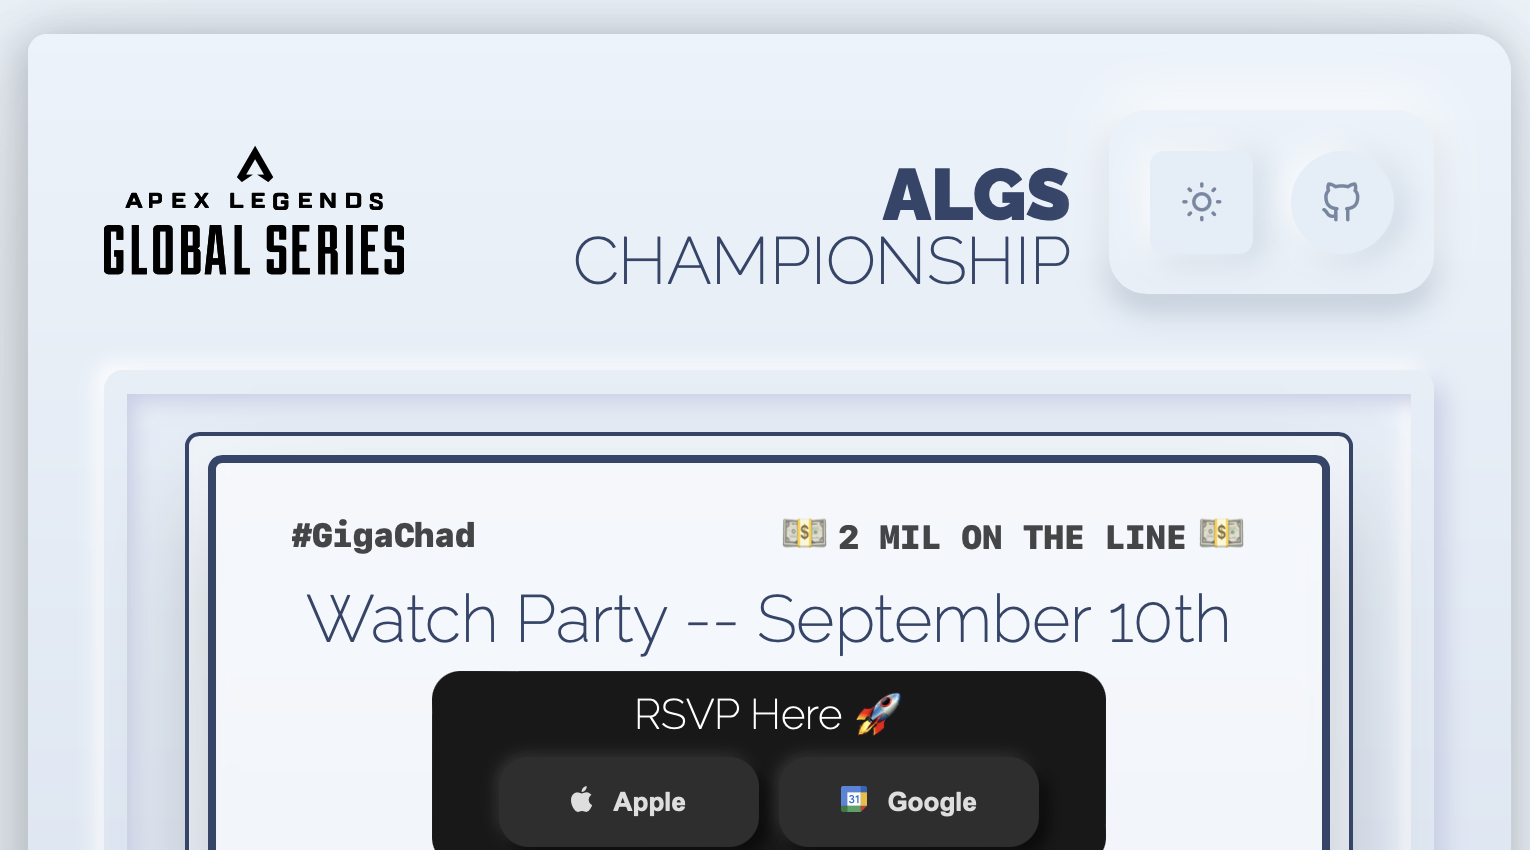 APEX LEGENDS
GLOBAL SERIES
ALGS
CHAMPIONSHIP
#GigaChad
💵 2 MIL ON THE LINE 💵
Watch Party -- September 10th
RSVP Here 🚀
Apple
31 Google